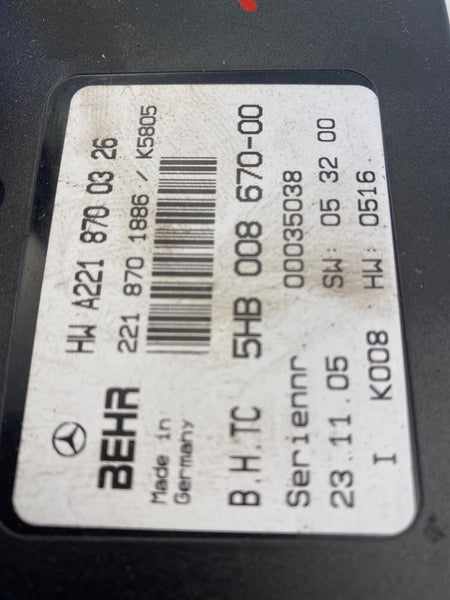 HW A221 870 03 26
221 870 1886 / K5805
BEHR
Made in
Germany
B.H.TC 5HB 008 670-00
Seriennr. 00035038
23.11.05 SW: 05 32 00
I K008 HW: 0516